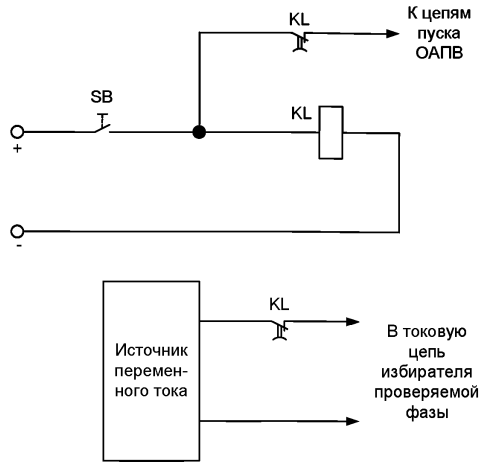 KL
К цепям
пуска
ОАПВ
SB
KL
+
-
KL
Источник
перемен-
ного тока
В токовую
цепь
избирателя
проверяемой
фазы